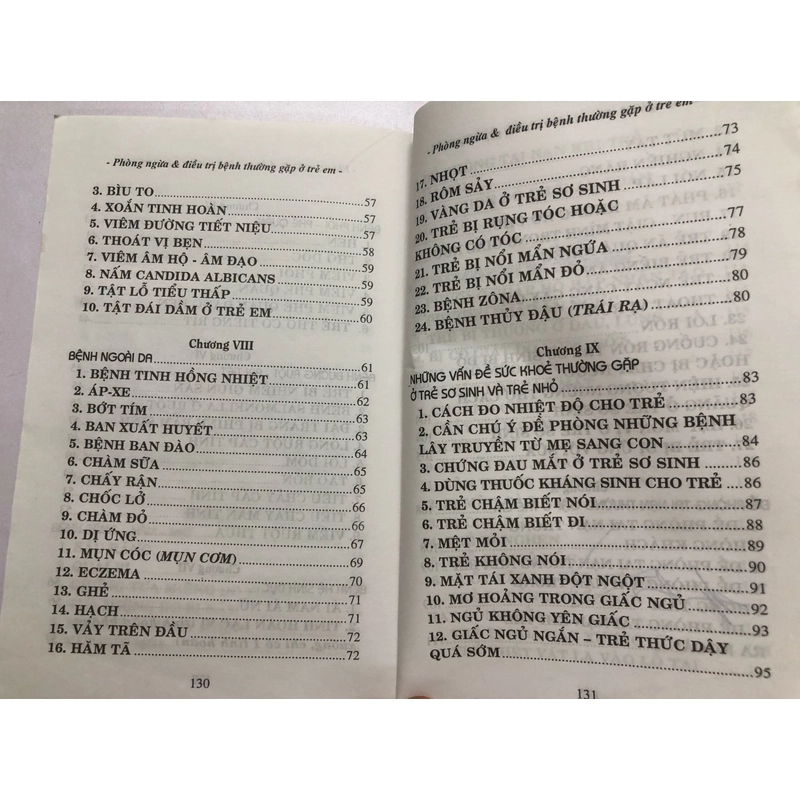 - Phòng ngừa & điều trị bệnh thường gặp ở trẻ em -
3. BÌU TO 57
4. XOẮN TINH HOÀN 57
5. VIÊM ĐƯỜNG TIẾT NIỆU 57
6. THOÁT VỊ BẸN 58
7. VIÊM ÂM HỘ - ÂM ĐẠO 59
8. NẤM CANDIDA ALBICANS 59
9. TẬT LỖ TIỂU THẤP 59
10. TẬT ĐÁI DẦM Ở TRẺ EM 60
Chương VIII
BỆNH NGOÀI DA 61
1. BỆNH TINH HỒNG NHIỆT 61
2. ÁP-XE 62
3. BỚT TÍM 63
4. BAN XUẤT HUYẾT 63
5. BỆNH BAN ĐÀO 64
6. CHÀM SỮA 65
7. CHẤY RẬN 65
8. CHỐC LỞ 66
9. CHÀM ĐỎ 66
10. DỊ ỨNG 67
11. MỤN CÓC (MỤN CƠM) 69
12. ECZEMA 70
13. GHẺ 71
14. HẠCH 71
15. VẢY TRÊN ĐẦU 72
16. HĂM TÃ 72
130
- Phòng ngừa & điều trị bệnh thường gặp ở trẻ em -
17. NHỌT 73
18. RÔM SẢY 74
19. VÀNG DA Ở TRẺ SƠ SINH 75
20. TRẺ BỊ RỤNG TÓC HOẶC
KHÔNG CÓ TÓC 77
21. TRẺ BỊ NỔI MẨN NGỨA 78
22. TRẺ BỊ NỔI MẨN ĐỎ 79
23. BỆNH ZÔNA 80
24. BỆNH THỦY ĐẬU (TRÁI RẠ) 80
Chương IX
NHỮNG VẤN ĐỀ SỨC KHOẺ THƯỜNG GẶP
Ở TRẺ SƠ SINH VÀ TRẺ NHỎ 83
1. CÁCH ĐO NHIỆT ĐỘ CHO TRẺ 83
2. CẦN CHÚ Ý ĐỀ PHÒNG NHỮNG BỆNH
LÂY TRUYỀN TỪ MẸ SANG CON 84
3. CHỨNG ĐAU MẮT Ở TRẺ SƠ SINH 86
4. DÙNG THUỐC KHÁNG SINH CHO TRẺ 86
5. TRẺ CHẬM BIẾT NÓI 87
6. TRẺ CHẬM BIẾT ĐI 88
7. MỆT MỎI 89
8. TRẺ KHÔNG NÓI 90
9. MẶT TÁI XANH ĐỘT NGỘT 91
10. MƠ HOẢNG TRONG GIẤC NGỦ 92
11. NGỦ KHÔNG YÊN GIẤC 93
12. GIẤC NGỦ NGẮN – TRẺ THỨC DẬY
QUÁ SỚM 95
131